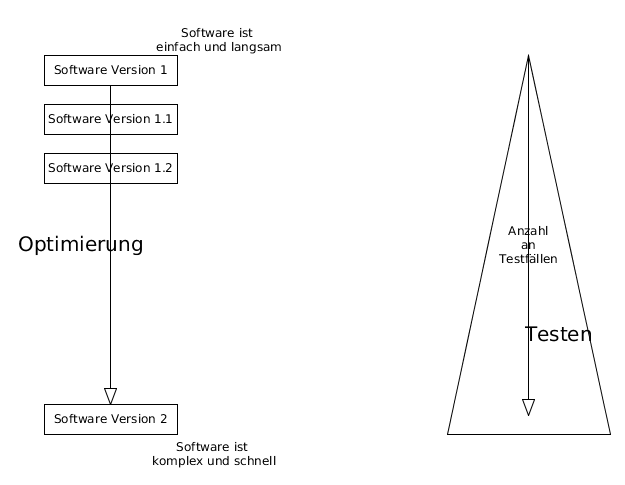 Software ist
einfach und langsam
Software Version 1
Software Version 1.1
Software Version 1.2
Optimierung
Software Version 2
Software ist
komplex und schnell
Anzahl
an
Testfällen
Testen